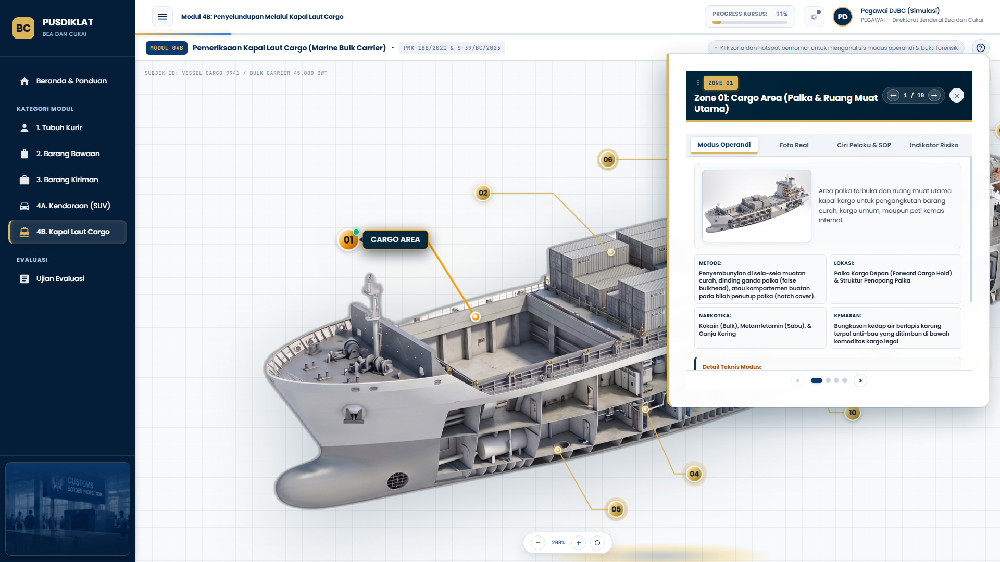 BC
PUSDIKLAT
BEA DAN CUKAI
Beranda & Panduan
KATEGORI MODUL
1. Tubuh Kurir
2. Barang Bawaan
3. Barang Kiriman
4A. Kendaraan (SUV)
4B. Kapal Laut Cargo
EVALUASI
Ujian Evaluasi
CUSTOMS
BORDER PROTECTION
Modul 4B: Penyelundupan Melalui Kapal Laut Cargo
PROGRESS KURSUS: 11%
PD
Pegawai DJBC (Simulasi)
PEGAWAI — Direktorat Jenderal Bea dan Cukai
MODUL 04B
Pemeriksaan Kapal Laut Cargo (Marine Bulk Carrier) •
PMK-188/2021 & S-39/BC/2023
• Klik zona dan hotspot bernomor untuk menganalisis modus operandi & bukti forensik
SUBJEK ID: VESSEL-CARGO-9941 / BULK CARRIER 45.000 DWT
06
02
01
CARGO AREA
04
05
10
− 200% +
ZONE 01
Zone 01: Cargo Area (Palka & Ruang Muat
Utama)
← 1 / 10 →
Modus Operandi
Foto Real
Ciri Pelaku & SOP
Indikator Risiko
Area palka terbuka dan ruang muat utama
kapal kargo untuk pengangkutan barang
curah, kargo umum, maupun peti kemas
internal.
METODE:
Penyembunyian di sela-sela muatan
curah, dinding ganda palka (false
bulkhead), atau kompartemen buatan
pada bilah penutup palka (hatch cover).
LOKASI:
Palka Kargo Depan (Forward Cargo Hold)
& Struktur Penopang Palka
NARKOTIKA:
Kokain (Bulk), Metamfetamin (Sabu), &
Ganja Kering
KEMASAN:
Bungkusan kedap air berlapis karung
terpal anti-bau yang ditimbun di bawah
komoditas kargo legal
Detail Teknis Modus:
‹ ›